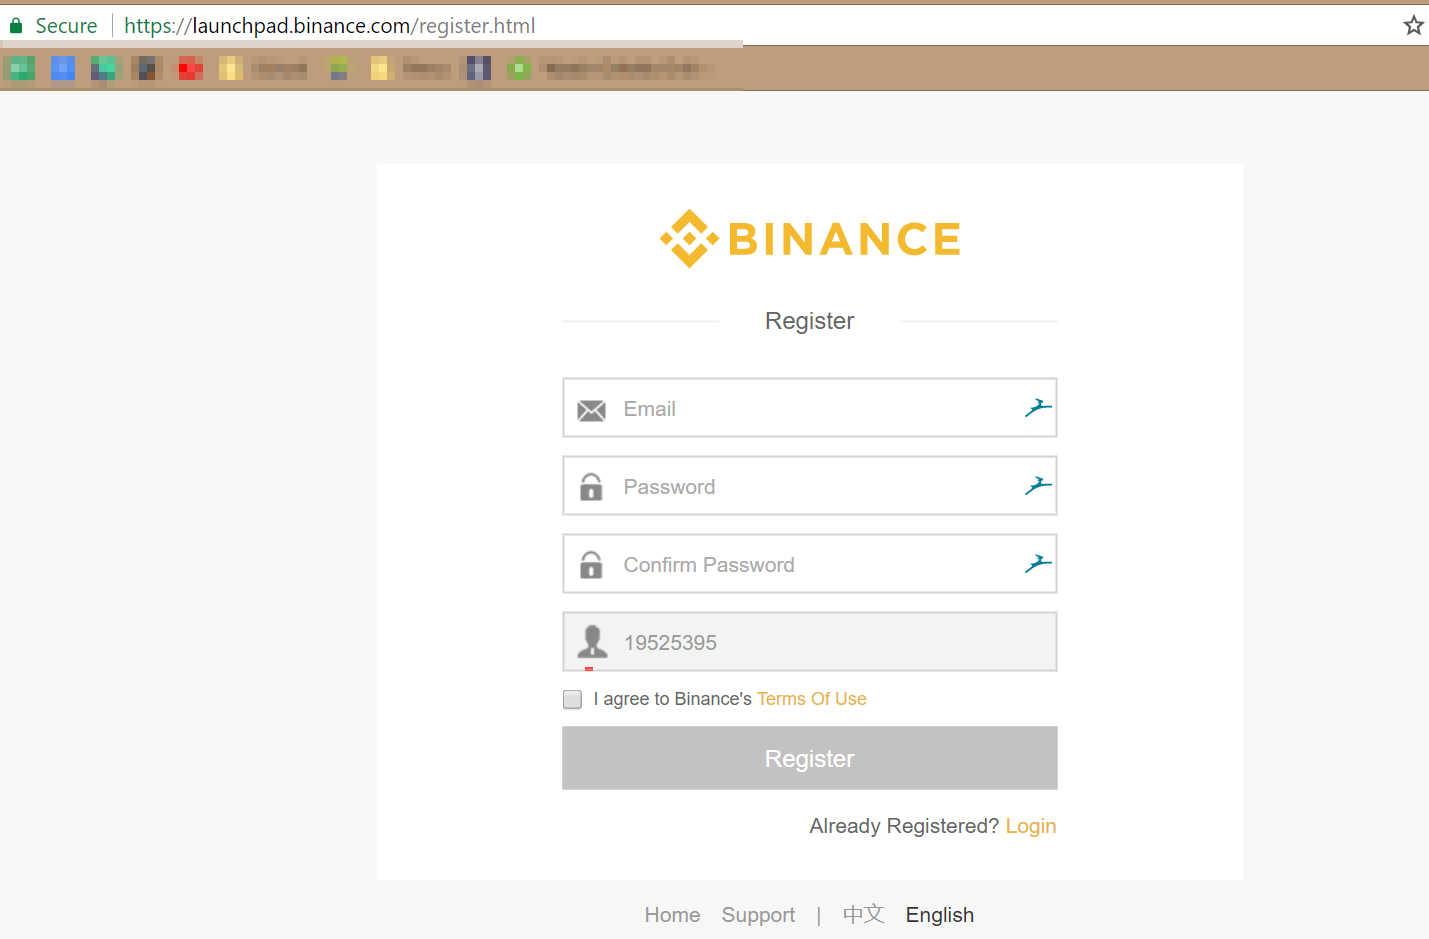 Secure https://launchpad.binance.com/register.html
BINANCE
Register
Email
Password
Confirm Password
19525395
I agree to Binance's Terms Of Use
Register
Already Registered? Login
Home Support | 中文 English